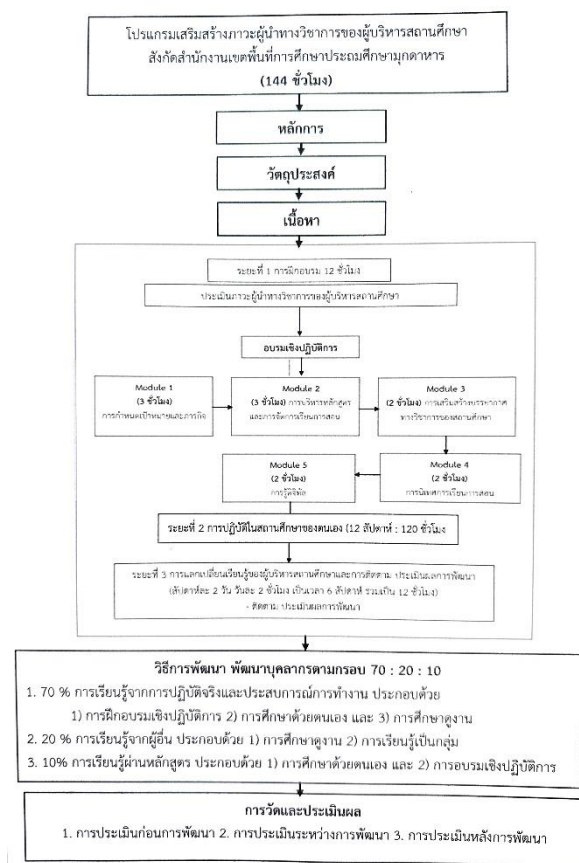 โปรแกรมเสริมสร้างภาวะผู้นำทางวิชาการของผู้บริหารสถานศึกษา
สังกัดสำนักงานเขตพื้นที่การศึกษาประถมศึกษามุกดาหาร
(144 ชั่วโมง)
หลักการ
วัตถุประสงค์
เนื้อหา
ระยะที่ 1 การฝึกอบรม 12 ชั่วโมง
ประเมินภาวะผู้นำทางวิชาการของผู้บริหารสถานศึกษา
อบรมเชิงปฏิบัติการ
Module 1
(3 ชั่วโมง)
การกำหนดเป้าหมายและภารกิจ
Module 2
(3 ชั่วโมง) การบริหารหลักสูตร
และการจัดการเรียนการสอน
Module 3
(2 ชั่วโมง) การเสริมสร้างบรรยากาศ
ทางวิชาการของสถานศึกษา
Module 4
(2 ชั่วโมง)
การนิเทศการเรียนการสอน
Module 5
(2 ชั่วโมง)
การรู้ดิจิทัล
ระยะที่ 2 การปฏิบัติในสถานศึกษาของตนเอง (12 สัปดาห์ : 120 ชั่วโมง
ระยะที่ 3 การแลกเปลี่ยนเรียนรู้ของผู้บริหารสถานศึกษาและการติดตาม ประเมินผลการพัฒนา
(สัปดาห์ละ 2 วัน วันละ 2 ชั่วโมง เป็นเวลา 6 สัปดาห์ รวมเป็น 12 ชั่วโมง)
- ติดตาม ประเมินผลการพัฒนา
วิธีการพัฒนา พัฒนาบุคลากรตามกรอบ 70 : 20 : 10
1. 70 % การเรียนรู้จากการปฏิบัติจริงและประสบการณ์การทำงาน ประกอบด้วย
1) การฝึกอบรมเชิงปฏิบัติการ 2) การศึกษาด้วยตนเอง และ 3) การศึกษาดูงาน
2. 20 % การเรียนรู้จากผู้อื่น ประกอบด้วย 1) การศึกษาดูงาน 2) การเรียนรู้เป็นกลุ่ม
3. 10% การเรียนรู้ผ่านหลักสูตร ประกอบด้วย 1) การศึกษาด้วยตนเอง และ 2) การอบรมเชิงปฏิบัติการ
การวัดและประเมินผล
1. การประเมินก่อนการพัฒนา 2. การประเมินระหว่างการพัฒนา 3. การประเมินหลังการพัฒนา